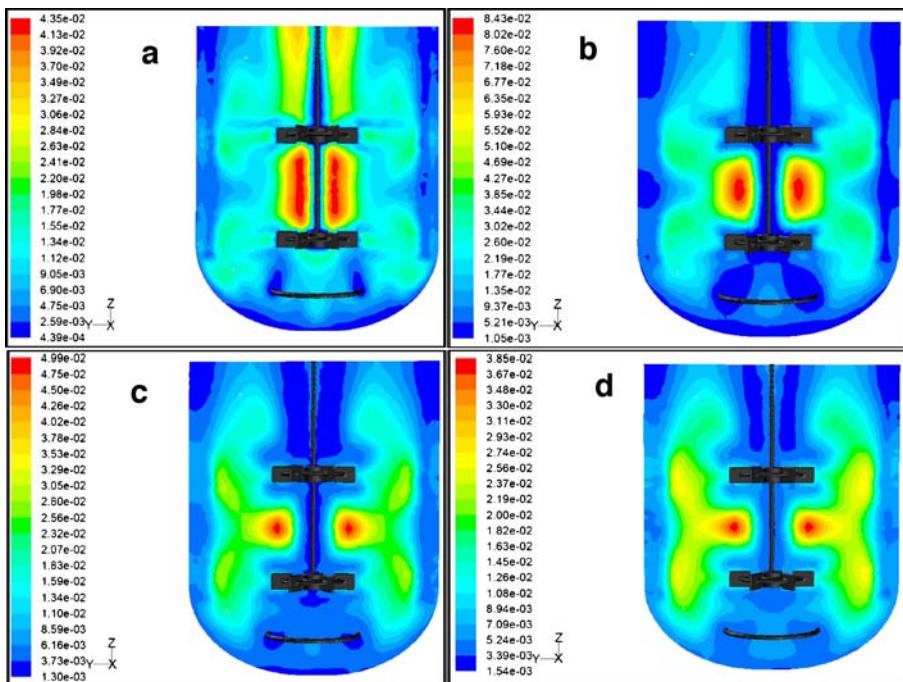 4.35e-02
4.13e-02
3.92e-02
3.70e-02
3.49e-02
3.27e-02
3.06e-02
2.84e-02
2.63e-02
2.41e-02
2.20e-02
1.98e-02
1.77e-02
1.55e-02
1.34e-02
1.12e-02
9.05e-03
6.90e-03
4.75e-03
2.59e-03
4.39e-04
a
Z
Y X
8.43e-02
8.02e-02
7.60e-02
7.18e-02
6.77e-02
6.35e-02
5.93e-02
5.52e-02
5.10e-02
4.69e-02
4.27e-02
3.85e-02
3.44e-02
3.02e-02
2.60e-02
2.19e-02
1.77e-02
1.35e-02
9.37e-03
5.21e-03
1.05e-03
b
Z
Y X
4.99e-02
4.75e-02
4.50e-02
4.26e-02
4.02e-02
3.78e-02
3.53e-02
3.29e-02
3.05e-02
2.80e-02
2.56e-02
2.32e-02
2.07e-02
1.83e-02
1.59e-02
1.34e-02
1.10e-02
8.59e-03
6.16e-03
3.73e-03
1.30e-03
c
Z
Y X
3.85e-02
3.67e-02
3.48e-02
3.30e-02
3.11e-02
2.93e-02
2.74e-02
2.56e-02
2.37e-02
2.19e-02
2.00e-02
1.82e-02
1.63e-02
1.45e-02
1.26e-02
1.08e-02
8.94e-03
7.09e-03
5.24e-03
3.39e-03
1.54e-03
d
Z
Y X